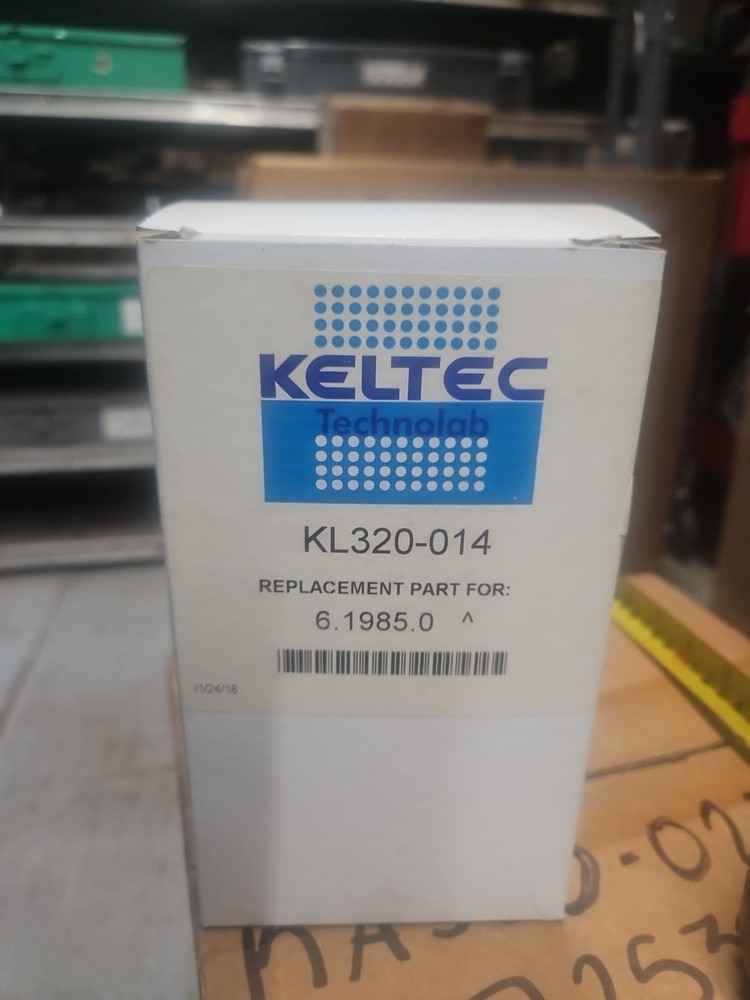 KELTEC
Technolab
KL320-014
REPLACEMENT PART FOR:
6.1985.0 ^
11/24/16